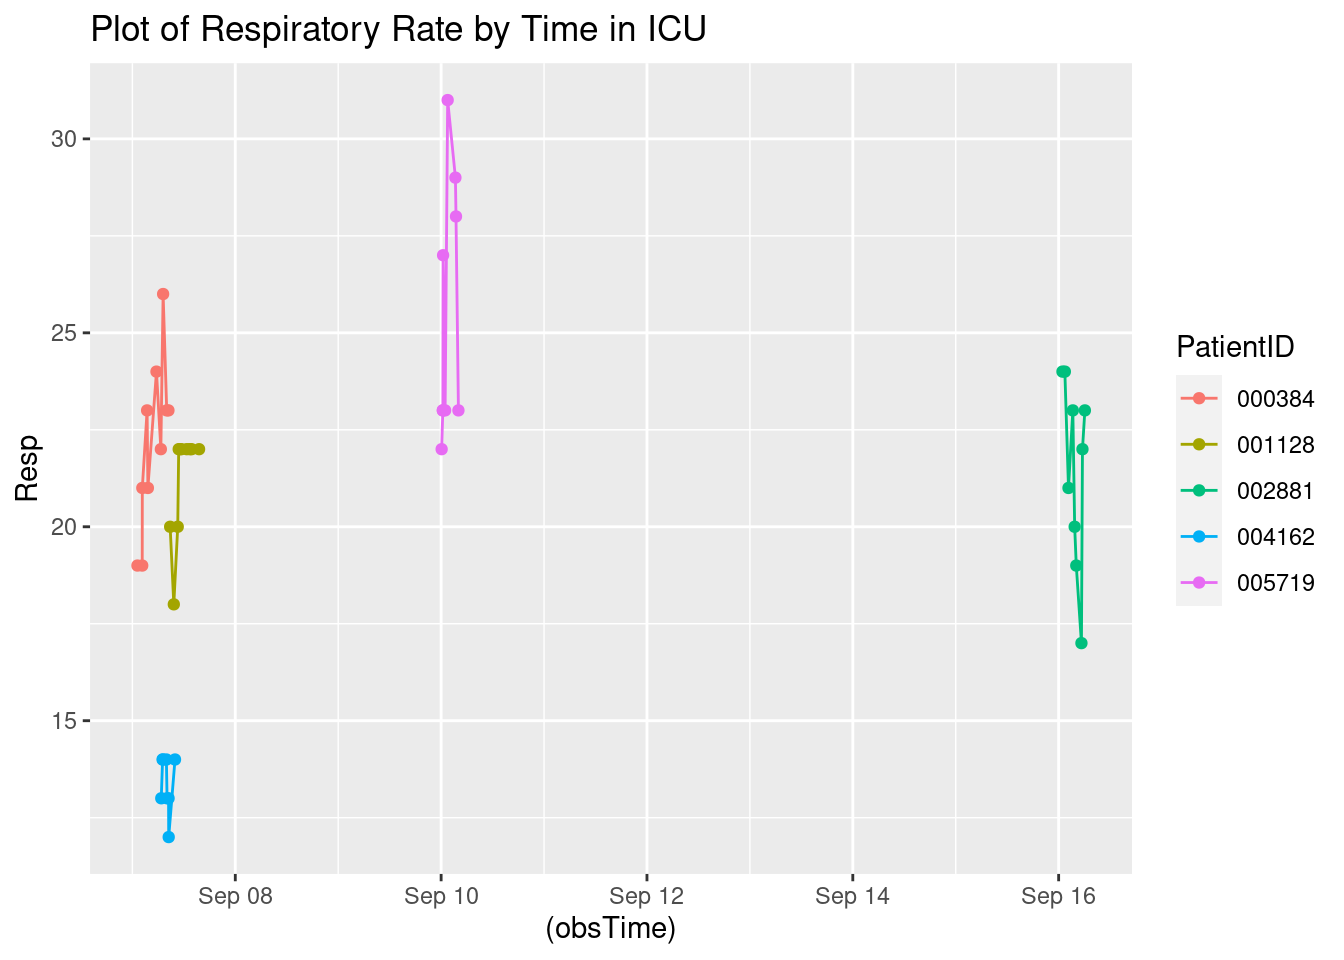 Plot of Respiratory Rate by Time in ICU
30
25
20
15
Resp
Sep 08
Sep 10
Sep 12
Sep 14
Sep 16
(obsTime)
PatientID
000384
001128
002881
004162
005719